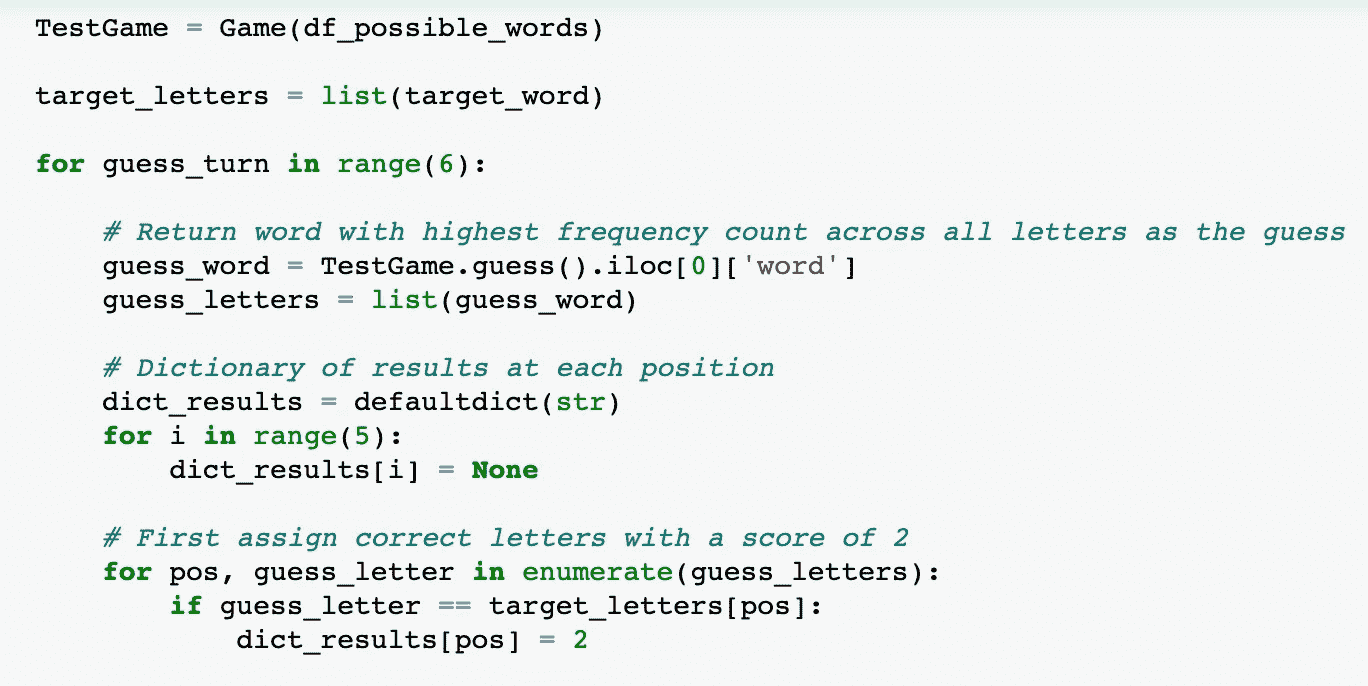 TestGame = Game(df_possible_words)
target_letters = list(target_word)
for guess_turn in range(6):
# Return word with highest frequency count across all letters as the guess
guess_word = TestGame.guess().iloc[0]['word']
guess_letters = list(guess_word)
# Dictionary of results at each position
dict_results = defaultdict(str)
for i in range(5):
dict_results[i] = None
# First assign correct letters with a score of 2
for pos, guess_letter in enumerate(guess_letters):
if guess_letter == target_letters[pos]:
dict_results[pos] = 2